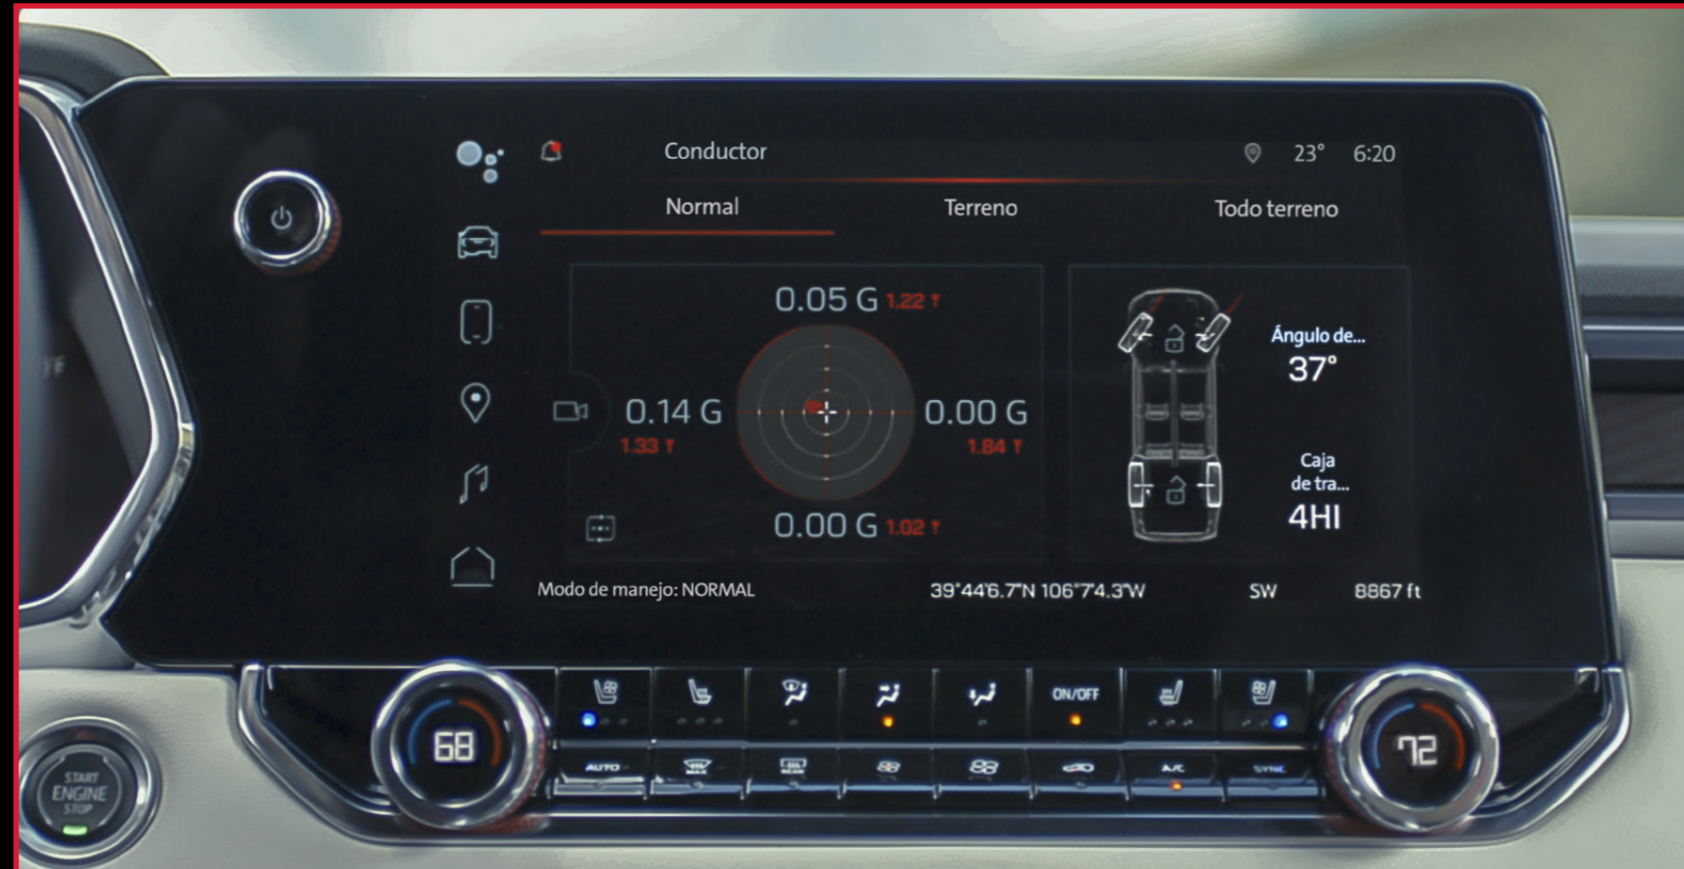 Conductor
23° 6:20
Normal Terreno Todo terreno
0.05 G 1.22
Ángulo de...
37°
0.14 G 0.00 G
1.33 1.84
Caja
de tra...
4HI
0.00 G 1.02
Modo de manejo: NORMAL 39°44'6.7"N 106°7'4.3"W SW 8867 ft
ON/OFF
68
72
AUTO MAX REAR A/C SYNC
START
ENGINE
STOP